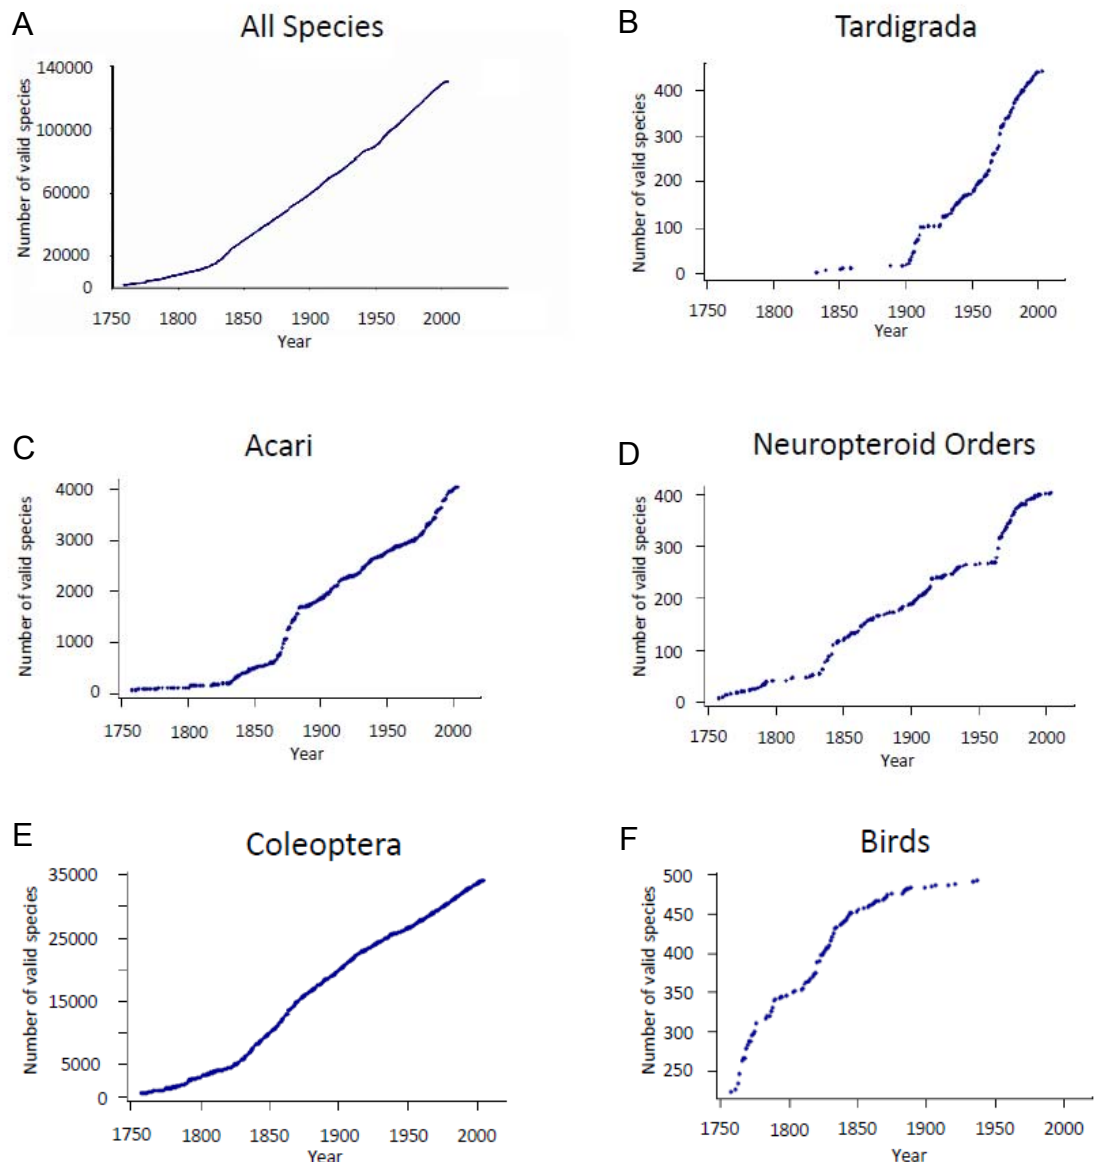 A
All Species
Number of valid species
140000
100000
60000
20000
0
1750 1800 1850 1900 1950 2000
Year
B
Tardigrada
Number of valid species
400
300
200
100
0
1750 1800 1850 1900 1950 2000
Year
C
Acari
Number of valid species
4000
3000
2000
1000
0
1750 1800 1850 1900 1950 2000
Year
D
Neuropteroid Orders
Number of valid species
400
300
200
100
0
1750 1800 1850 1900 1950 2000
Year
E
Coleoptera
Number of valid species
35000
25000
15000
5000
0
1750 1800 1850 1900 1950 2000
Year
F
Birds
Number of valid species
500
450
400
350
300
250
1750 1800 1850 1900 1950 2000
Year